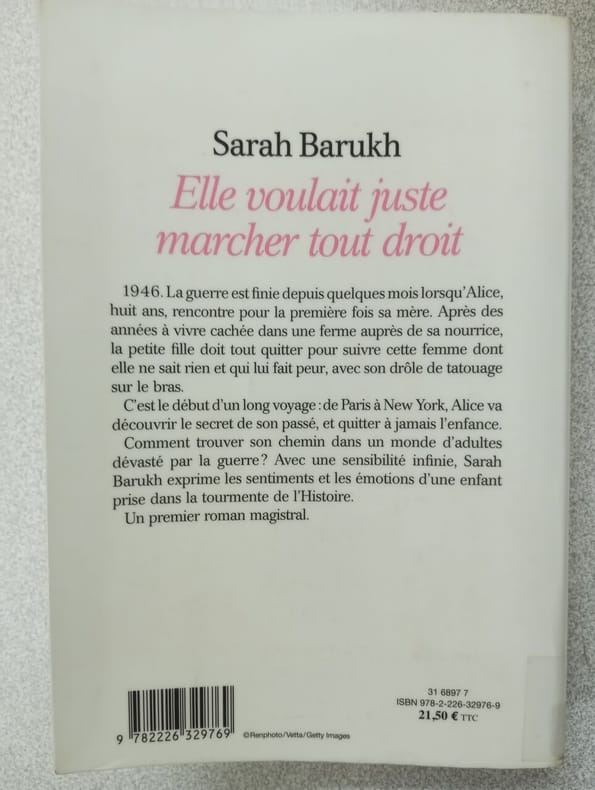 Sarah Barukh
Elle voulait juste
marcher tout droit
1946. La guerre est finie depuis quelques mois lorsqu'Alice,
huit ans, rencontre pour la première fois sa mère. Après des
années à vivre cachée dans une ferme auprès de sa nourrice,
la petite fille doit tout quitter pour suivre cette femme dont
elle ne sait rien et qui lui fait peur, avec son drôle de tatouage
sur le bras.
C'est le début d'un long voyage : de Paris à New York, Alice va
découvrir le secret de son passé, et quitter à jamais l'enfance.
Comment trouver son chemin dans un monde d'adultes
dévasté par la guerre ? Avec une sensibilité infinie, Sarah
Barukh exprime les sentiments et les émotions d'une enfant
prise dans la tourmente de l'Histoire.
Un premier roman magistral.
31 6897 7
ISBN 978-2-226-32976-9
21,50 € TTC
9 782226 329769
©Renphoto/Vetta/Getty Images